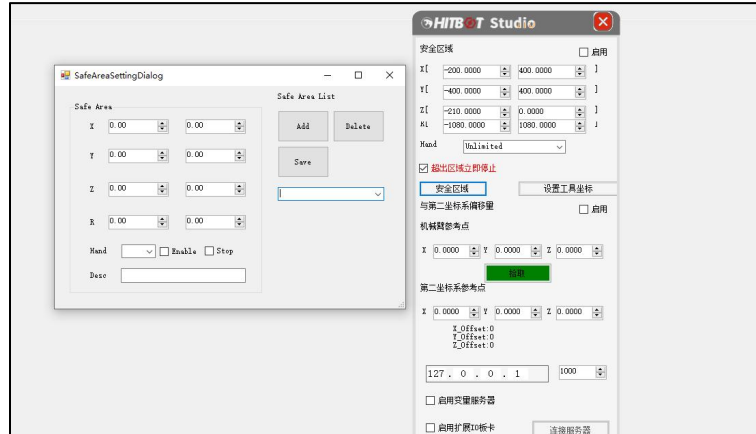 SafeAreaSettingDialog
Safe Area
X 0.00 0.00
Y 0.00 0.00
Z 0.00 0.00
R 0.00 0.00
Hand Enable Stop
Desc
Safe Area List
Add Delete
Save
HITBOT Studio
安全区域 启用
X[ -200.0000 400.0000 ]
Y[ -400.0000 400.0000 ]
Z[ -210.0000 0.0000 ]
R[ -1080.0000 1080.0000 ]
Hand Unlimited
超出区域立即停止
安全区域 设置工具坐标
与第二坐标系偏移量 启用
机械臂参考点
X 0.0000 Y 0.0000 Z 0.0000
拾取
第二坐标系参考点
X 0.0000 Y 0.0000 Z 0.0000
X_Offset:0
Y_Offset:0
Z_Offset:0
127 . 0 . 0 . 1 1000
启用变量服务器
启用扩展IO板卡 连接服务器